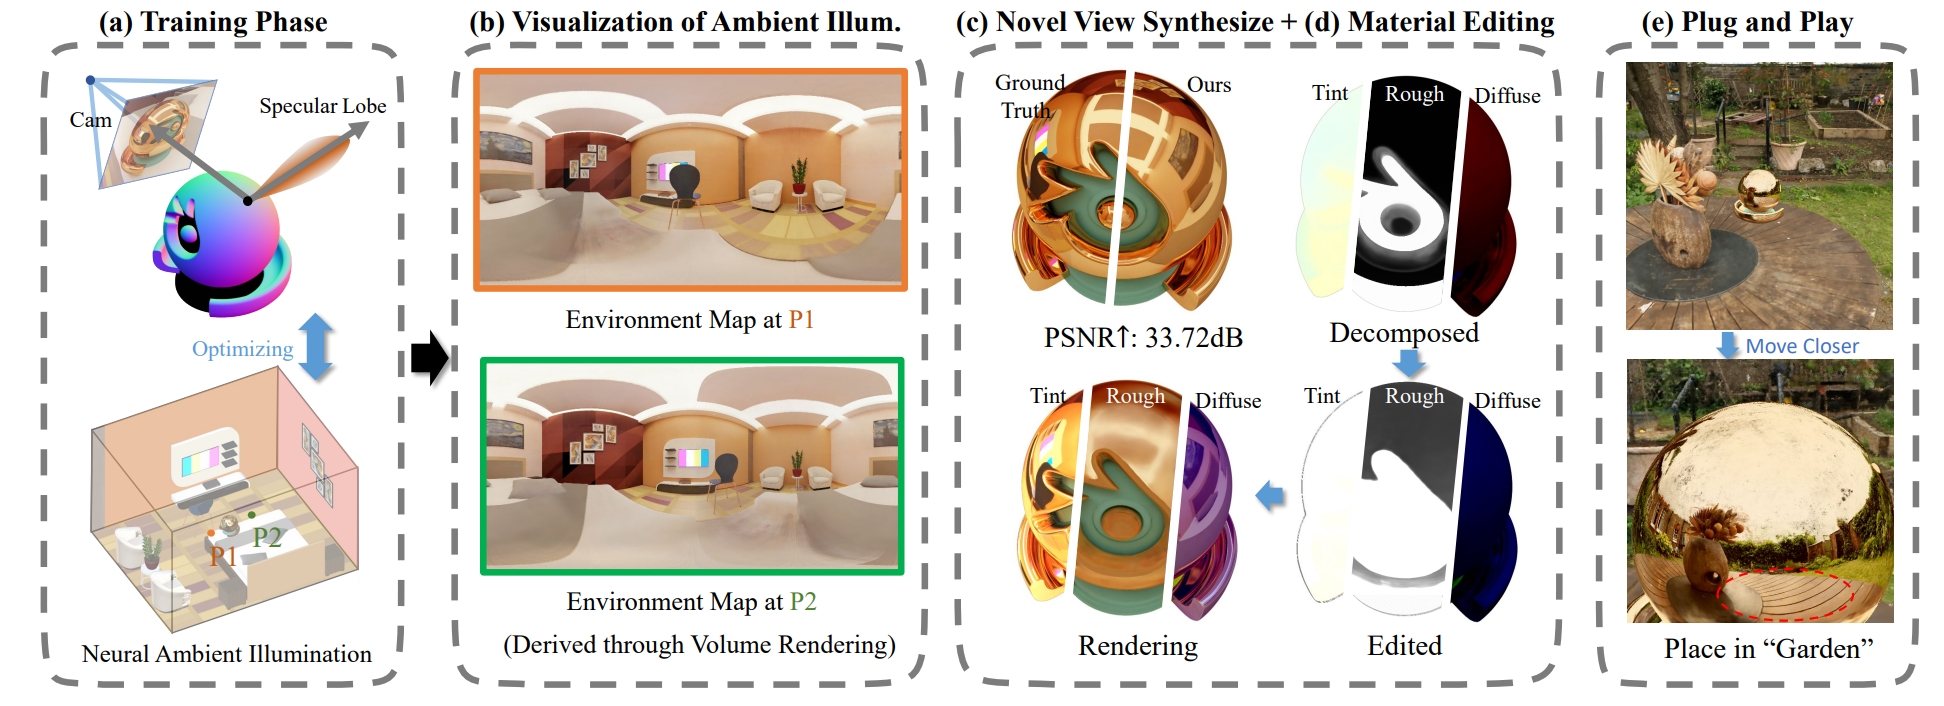 (a) Training Phase
Cam
Specular Lobe
Optimizing
P1
P2
Neural Ambient Illumination
(b) Visualization of Ambient Illum.
Environment Map at P1
Environment Map at P2
(Derived through Volume Rendering)
(c) Novel View Synthesize + (d) Material Editing
Ground
Truth
Ours
PSNR↑: 33.72dB
Tint
Rough
Diffuse
Decomposed
Tint
Rough
Diffuse
Rendering
Tint
Rough
Diffuse
Edited
(e) Plug and Play
Move Closer
Place in “Garden”